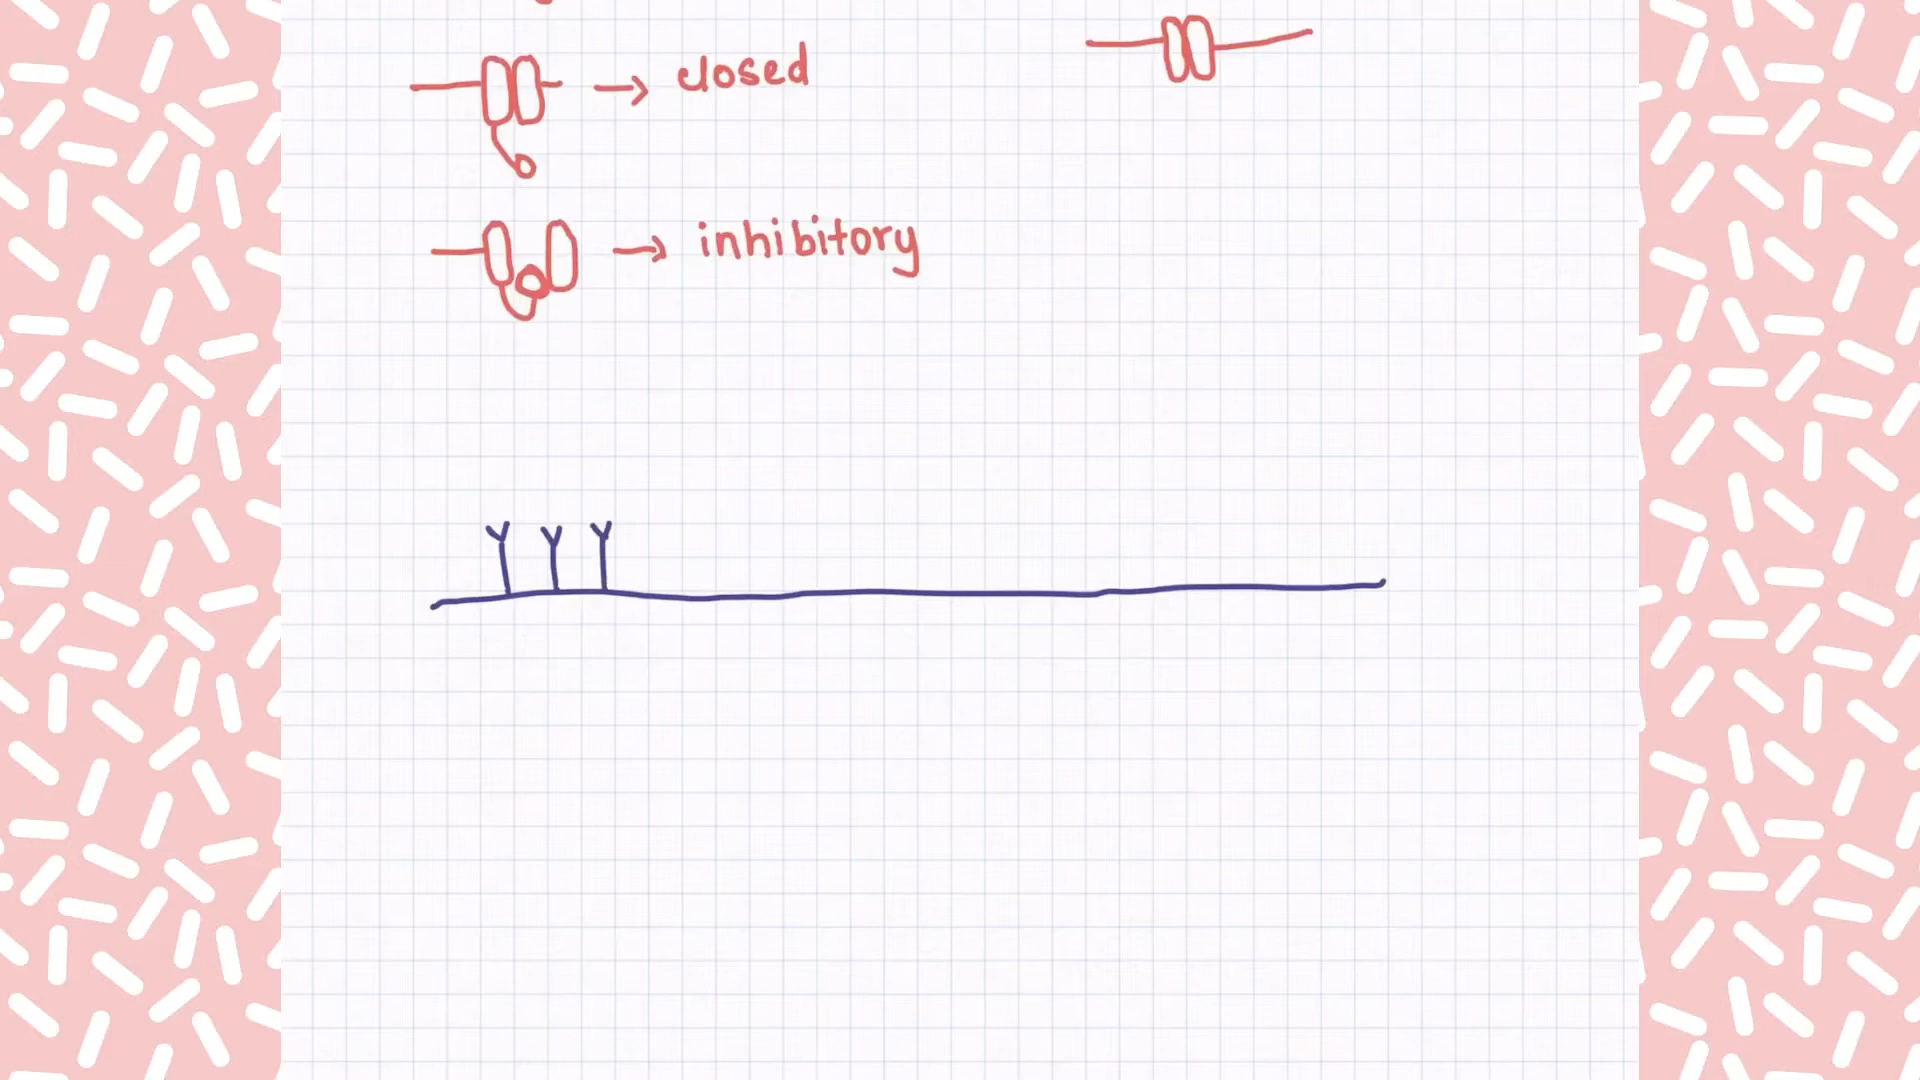 → closed
→ inhibitory